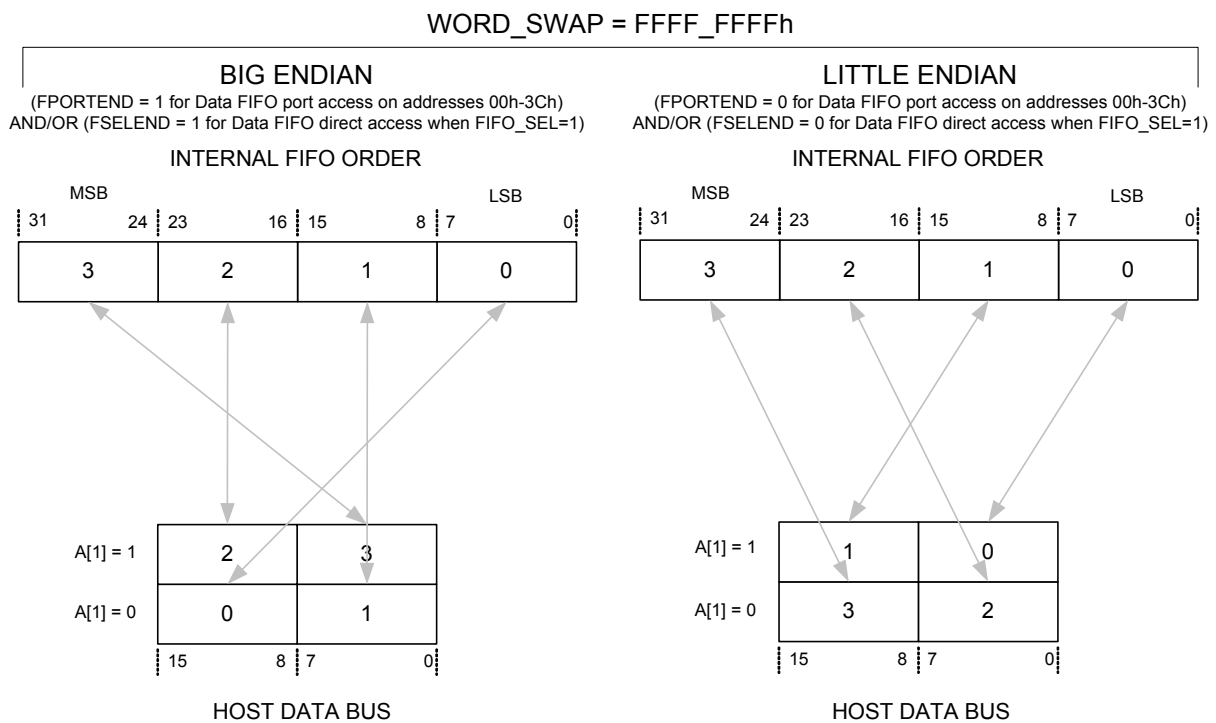 WORD_SWAP = FFFF_FFFFh
BIG ENDIAN
(FPORTEND = 1 for Data FIFO port access on addresses 00h-3Ch)
AND/OR (FSELEND = 1 for Data FIFO direct access when FIFO_SEL=1)
INTERNAL FIFO ORDER
MSB LSB
31 24 23 16 15 8 7 0
3 2 1 0
A[1] = 1 2 3
A[1] = 0 0 1
15 8 7 0
HOST DATA BUS
LITTLE ENDIAN
(FPORTEND = 0 for Data FIFO port access on addresses 00h-3Ch)
AND/OR (FSELEND = 0 for Data FIFO direct access when FIFO_SEL=1)
INTERNAL FIFO ORDER
MSB LSB
31 24 23 16 15 8 7 0
3 2 1 0
A[1] = 1 1 0
A[1] = 0 3 2
15 8 7 0
HOST DATA BUS